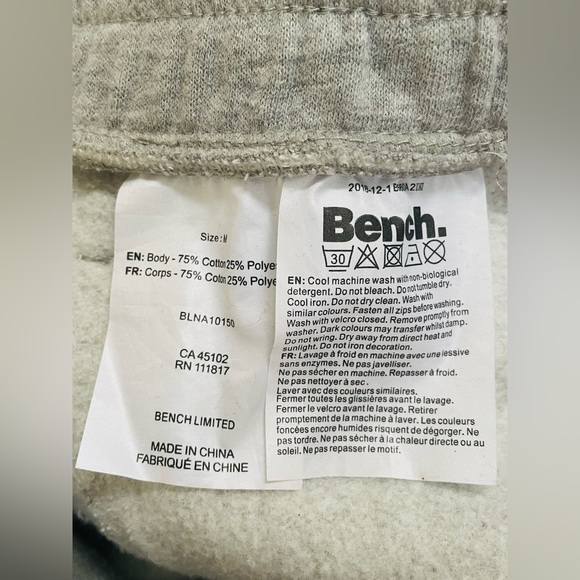 Size: M
EN: Body - 75% Cotton25% Polye
FR: Corps - 75% Coton25% Polye
BLNA10150
CA 45102
RN 111817
BENCH LIMITED
MADE IN CHINA
FABRIQUÉ EN CHINE
Bench.
30
EN: Cool machine wash with non-biological
detergent. Do not bleach. Do not tumble dry.
Cool iron. Do not dry clean. Wash with
similar colours. Fasten all zips before washing.
Wash with velcro closed. Remove promptly from
washer. Dark colours may transfer whilst damp.
Do not wring. Dry away from direct heat and
sunlight. Do not iron decoration.
FR: Lavage à froid en machine avec une lessive
sans enzymes. Ne pas javelliser.
Ne pas sécher en machine. Repasser à froid.
Ne pas nettoyer à sec.
Laver avec des couleurs similaires.
Fermer toutes les glissières avant le lavage.
Fermer le velcro avant le lavage. Retirer
promptement de la machine à laver. Les couleurs
foncées encore humides risquent de dégorger. Ne
pas tordre. Ne pas sécher à la chaleur directe ou au
soleil. Ne pas repasser le motif.